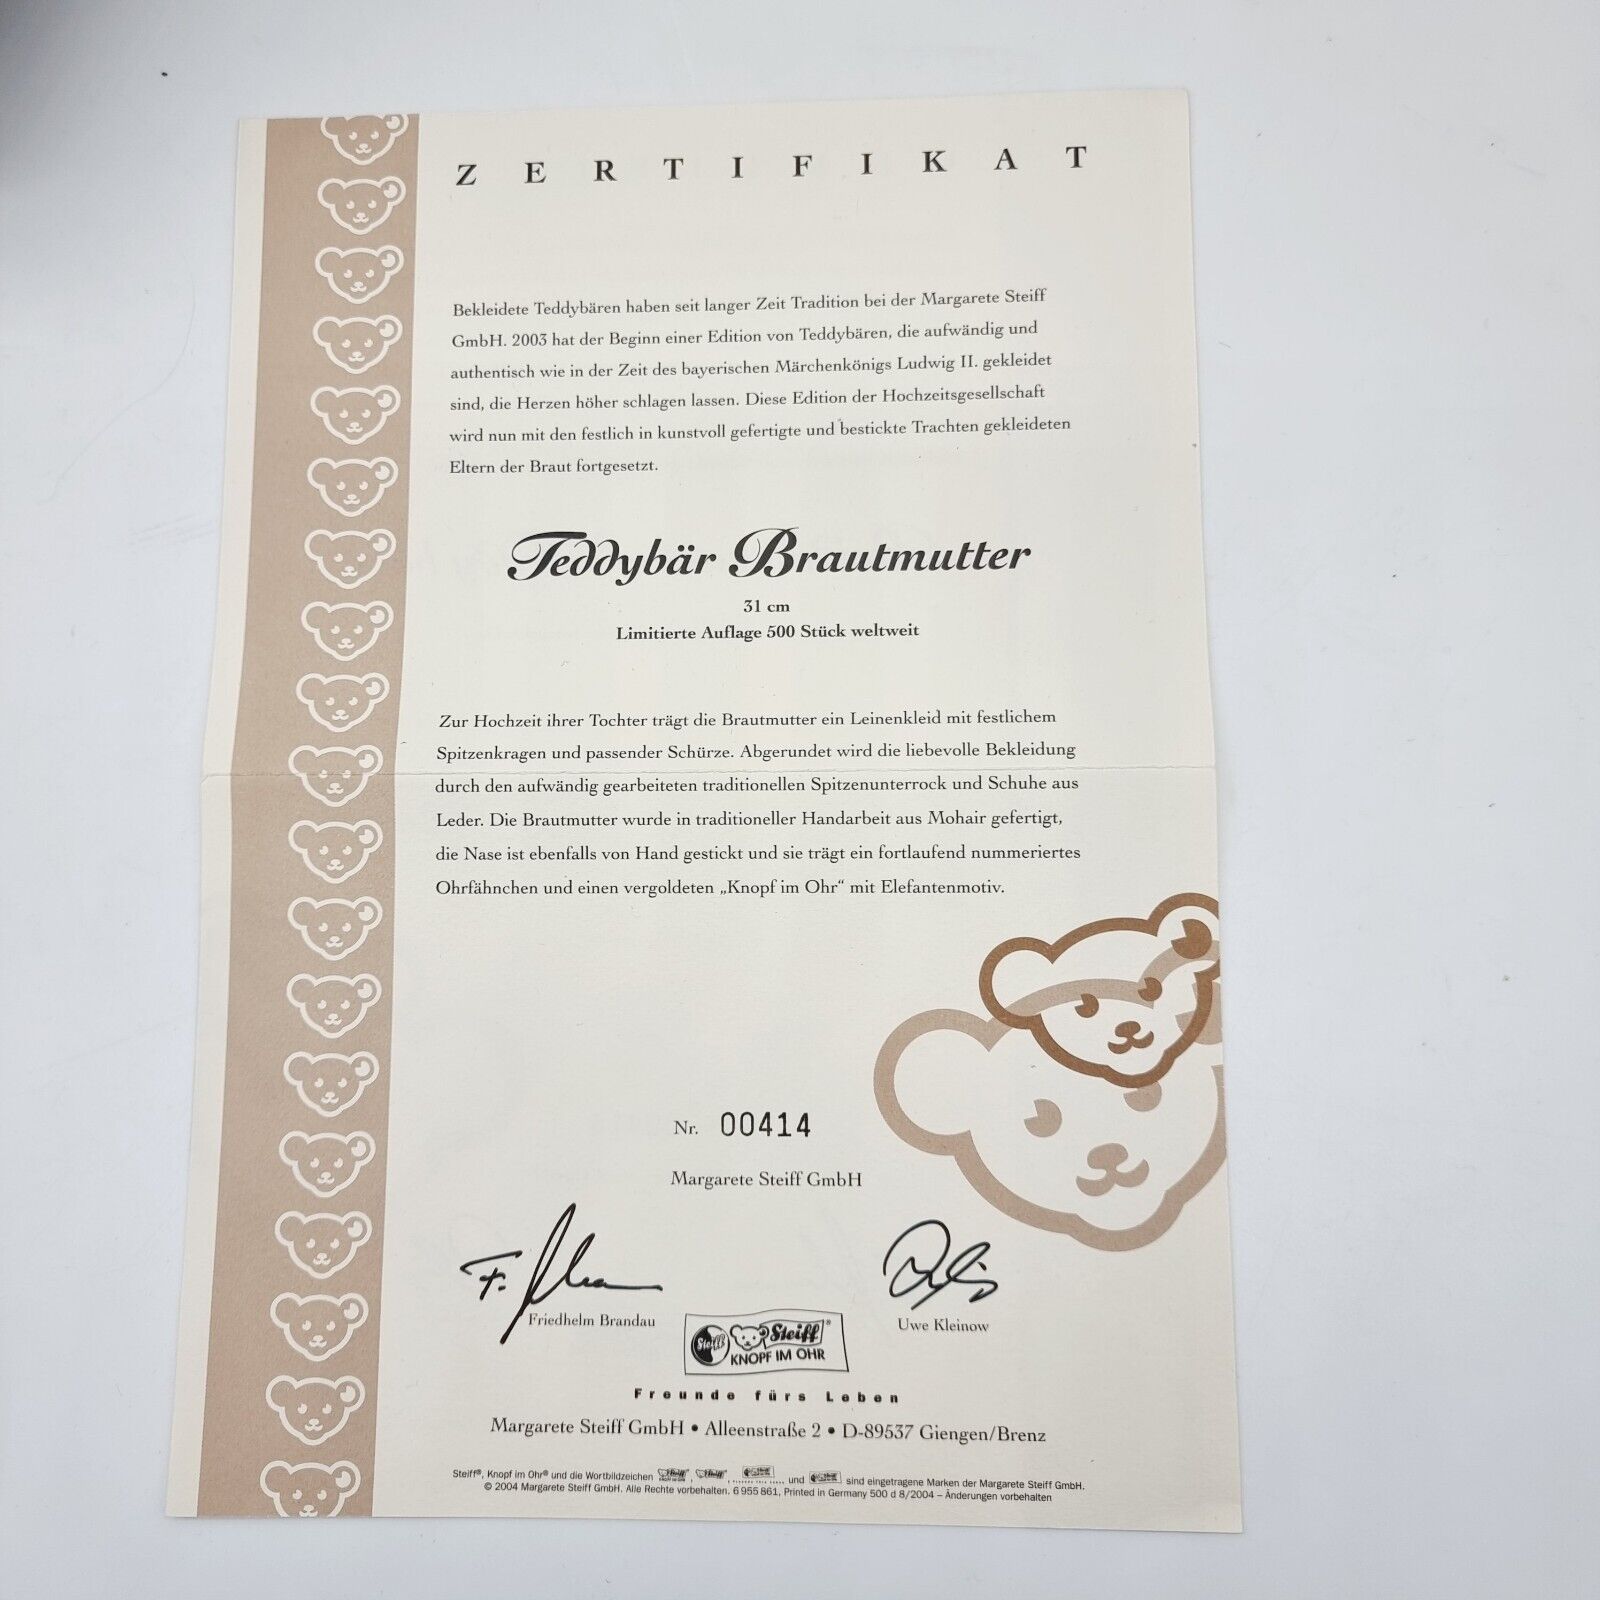 ZERTIFIKAT
Bekleidete Teddybären haben seit langer Zeit Tradition bei der Margarete Steiff
GmbH. 2003 hat der Beginn einer Edition von Teddybären, die aufwändig und
authentisch wie in der Zeit des bayerischen Märchenkönigs Ludwig II. gekleidet
sind, die Herzen höher schlagen lassen. Diese Edition der Hochzeitsgesellschaft
wird nun mit den festlich in kunstvoll gefertigte und bestickte Trachten gekleideten
Eltern der Braut fortgesetzt.
Teddybär Brautmutter
31 cm
Limitierte Auflage 500 Stück weltweit
Zur Hochzeit ihrer Tochter trägt die Brautmutter ein Leinenkleid mit festlichem
Spitzenkragen und passender Schürze. Abgerundet wird die liebevolle Bekleidung
durch den aufwändig gearbeiteten traditionellen Spitzenunterrock und Schuhe aus
Leder. Die Brautmutter wurde in traditioneller Handarbeit aus Mohair gefertigt,
die Nase ist ebenfalls von Hand gestickt und sie trägt ein fortlaufend nummeriertes
Ohrfähnchen und einen vergoldeten „Knopf im Ohr“ mit Elefantenmotiv.
Nr. 00414
Margarete Steiff GmbH
Friedhelm Brandau
Uwe Kleinow
Steiff Steiff®
KNOPF IM OHR
Freunde fürs Leben
Margarete Steiff GmbH • Alleenstraße 2 • D-89537 Giengen/Brenz
Steiff®, Knopf im Ohr® und die Wortbildzeichen , , und sind eingetragene Marken der Margarete Steiff GmbH.
© 2004 Margarete Steiff GmbH. Alle Rechte vorbehalten. 6 955 861, Printed in Germany 500 d 8/2004 – Änderungen vorbehalten